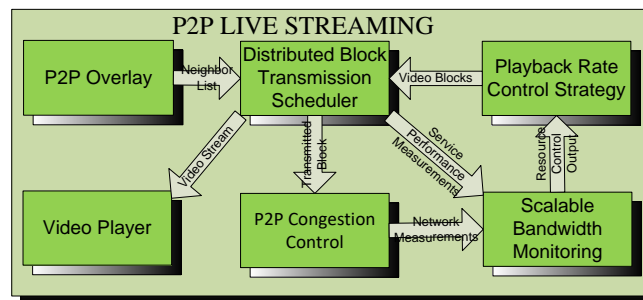 P2P LIVE STREAMING
P2P Overlay
Neighbor
List
Distributed Block
Transmission
Scheduler
Video Blocks
Playback Rate
Control Strategy
Video Stream
Transmitted
Block
Service
Performance
Measurements
Resource
Control
Output
Video Player
P2P Congestion
Control
Network
Measurements
Scalable
Bandwidth
Monitoring